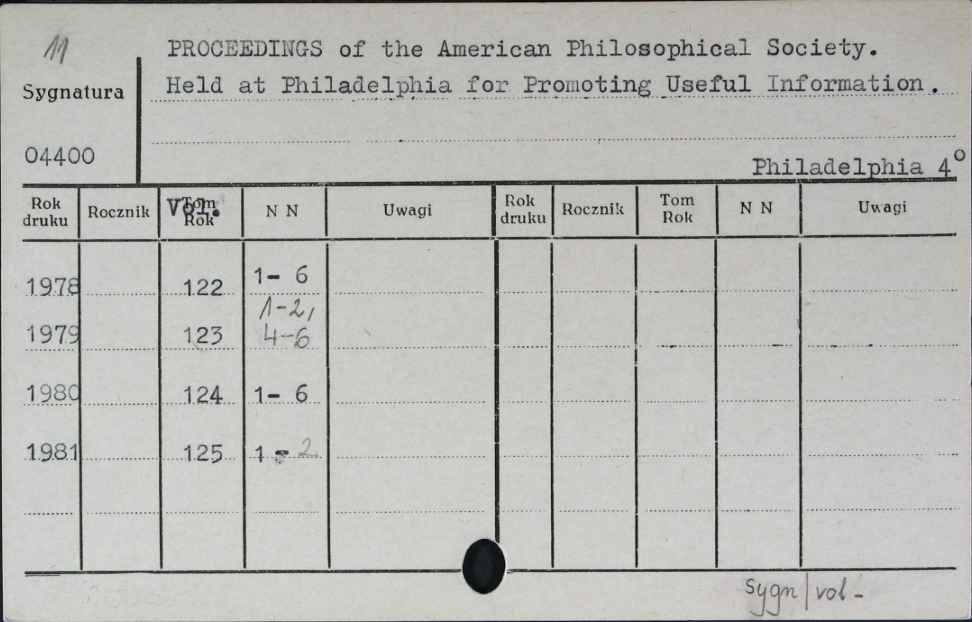 11
PROCEEDINGS of the American Philosophical Society.
Sygnatura
Held at Philadelphia for Promoting Useful Information.
04400
Philadelphia 4°
Rok druku Rocznik Tom Rok Vol. N N Uwagi Rok druku Rocznik Tom Rok N N Uwagi
1978 122 1- 6
1-2,
1979 123 4-6
1980 124 1- 6
1981 125 1 - 2
sygn/vol-